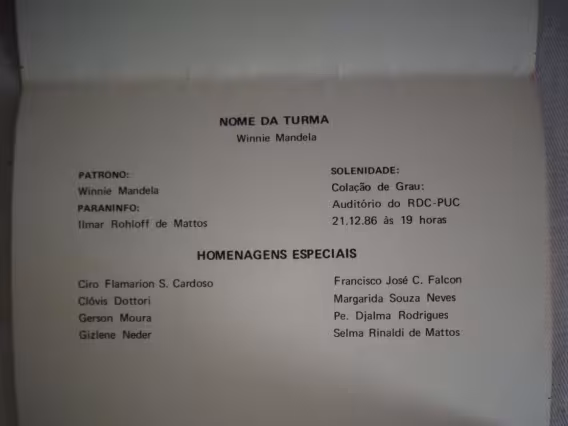 NOME DA TURMA
Winnie Mandela
PATRONO:
Winnie Mandela
PARANINFO:
Ilmar Rohloff de Mattos
SOLENIDADE:
Colação de Grau:
Auditório do RDC-PUC
21.12.86 às 19 horas
HOMENAGENS ESPECIAIS
Ciro Flamarion S. Cardoso
Clóvis Dottori
Gerson Moura
Gizlene Neder
Francisco José C. Falcon
Margarida Souza Neves
Pe. Djalma Rodrigues
Selma Rinaldi de Mattos